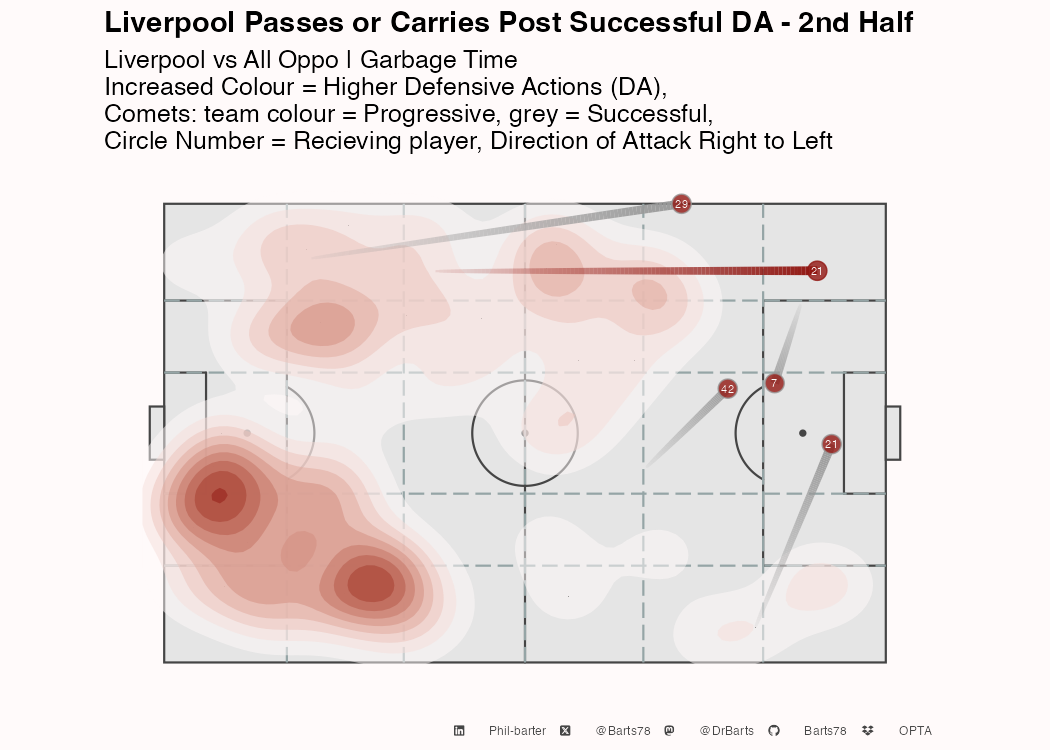 Liverpool Passes or Carries Post Successful DA - 2nd Half
Liverpool vs All Oppo | Garbage Time
Increased Colour = Higher Defensive Actions (DA),
Comets: team colour = Progressive, grey = Successful,
Circle Number = Recieving player, Direction of Attack Right to Left
29
21
7
42
21
Phil-barter @Barts78 @DrBarts Barts78 OPTA